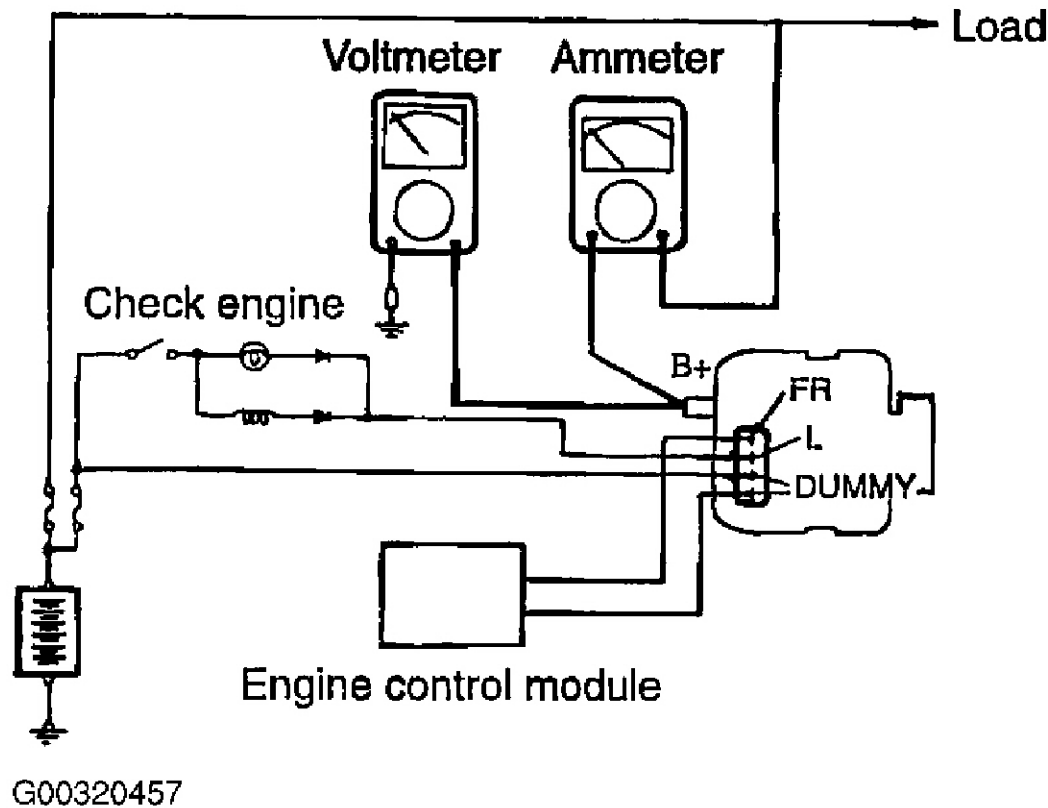 Load
Voltmeter Ammeter
Check engine
B+
FR
L
DUMMY
Engine control module
G00320457